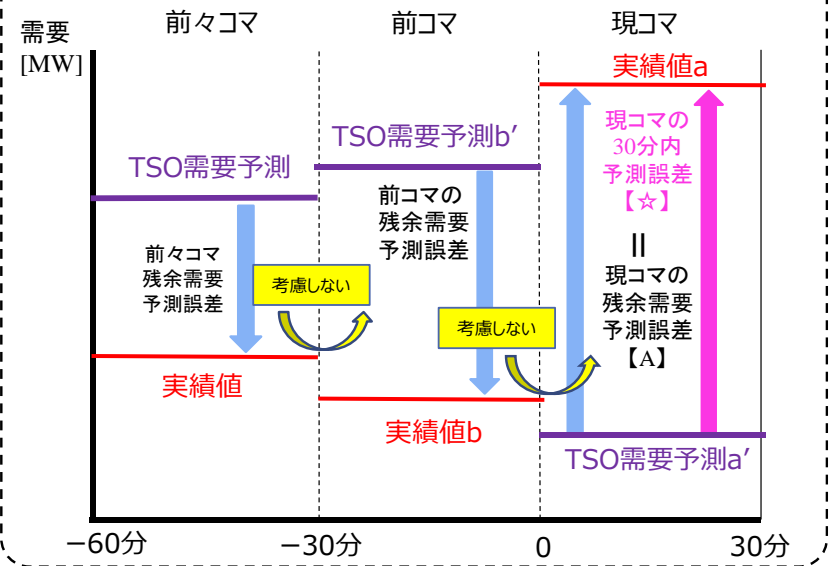 需要
[MW]
前々コマ
前コマ
現コマ
実績値a
TSO需要予測
TSO需要予測b′
現コマの
30分内
予測誤差
【☆】
||
現コマの
残余需要
予測誤差
【A】
前々コマ
残余需要
予測誤差
前コマの
残余需要
予測誤差
考慮しない
考慮しない
実績値
実績値b
TSO需要予測a′
−60分
−30分
0
30分